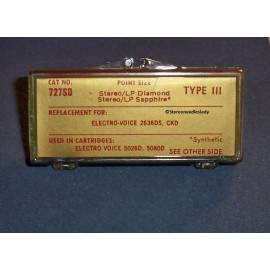 CAT NO. POINT SIZE
727SD Stereo/LP Diamond TYPE III
Stereo/LP Sapphire*
©Stereoneedleslady
REPLACEMENT FOR:
ELECTRO-VOICE 2636DS, CKD
*Synthetic
USED IN CARTRIDGES:
ELECTRO VOICE 5026D, 5080D SEE OTHER SIDE